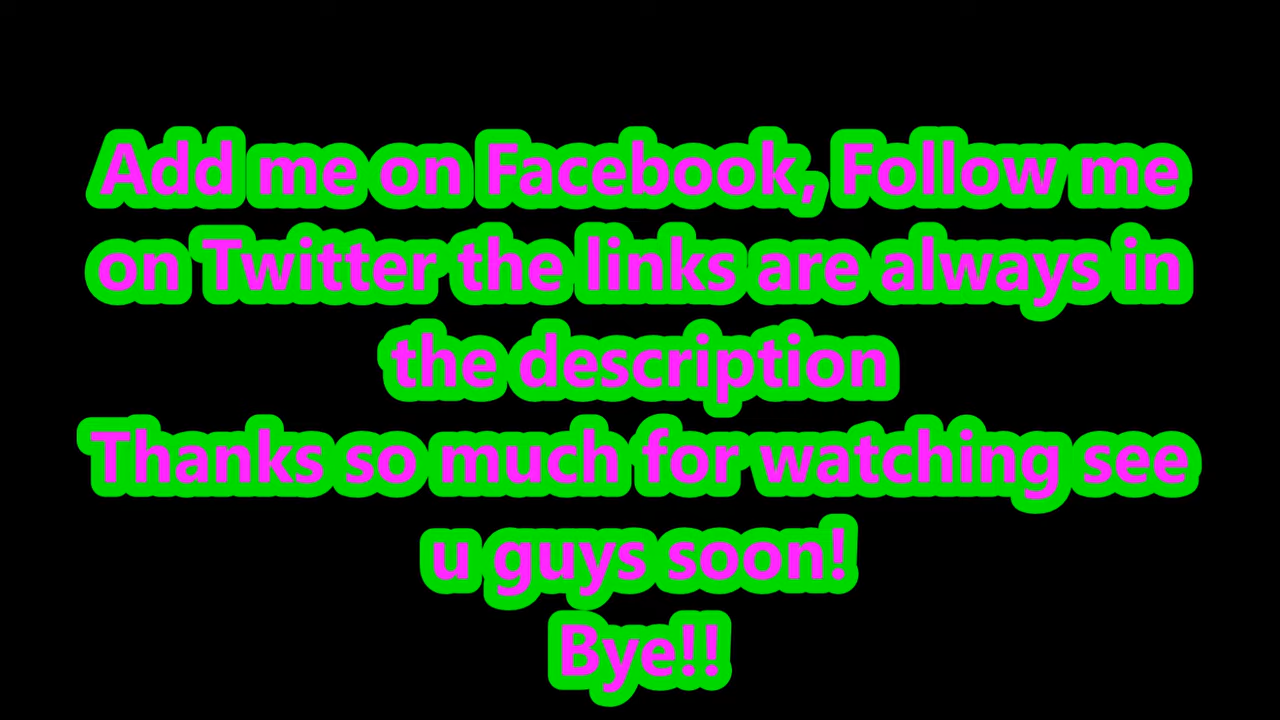 Add me on Facebook, Follow me
on Twitter the links are always in
the description
Thanks so much for watching see
u guys soon!
Bye!!